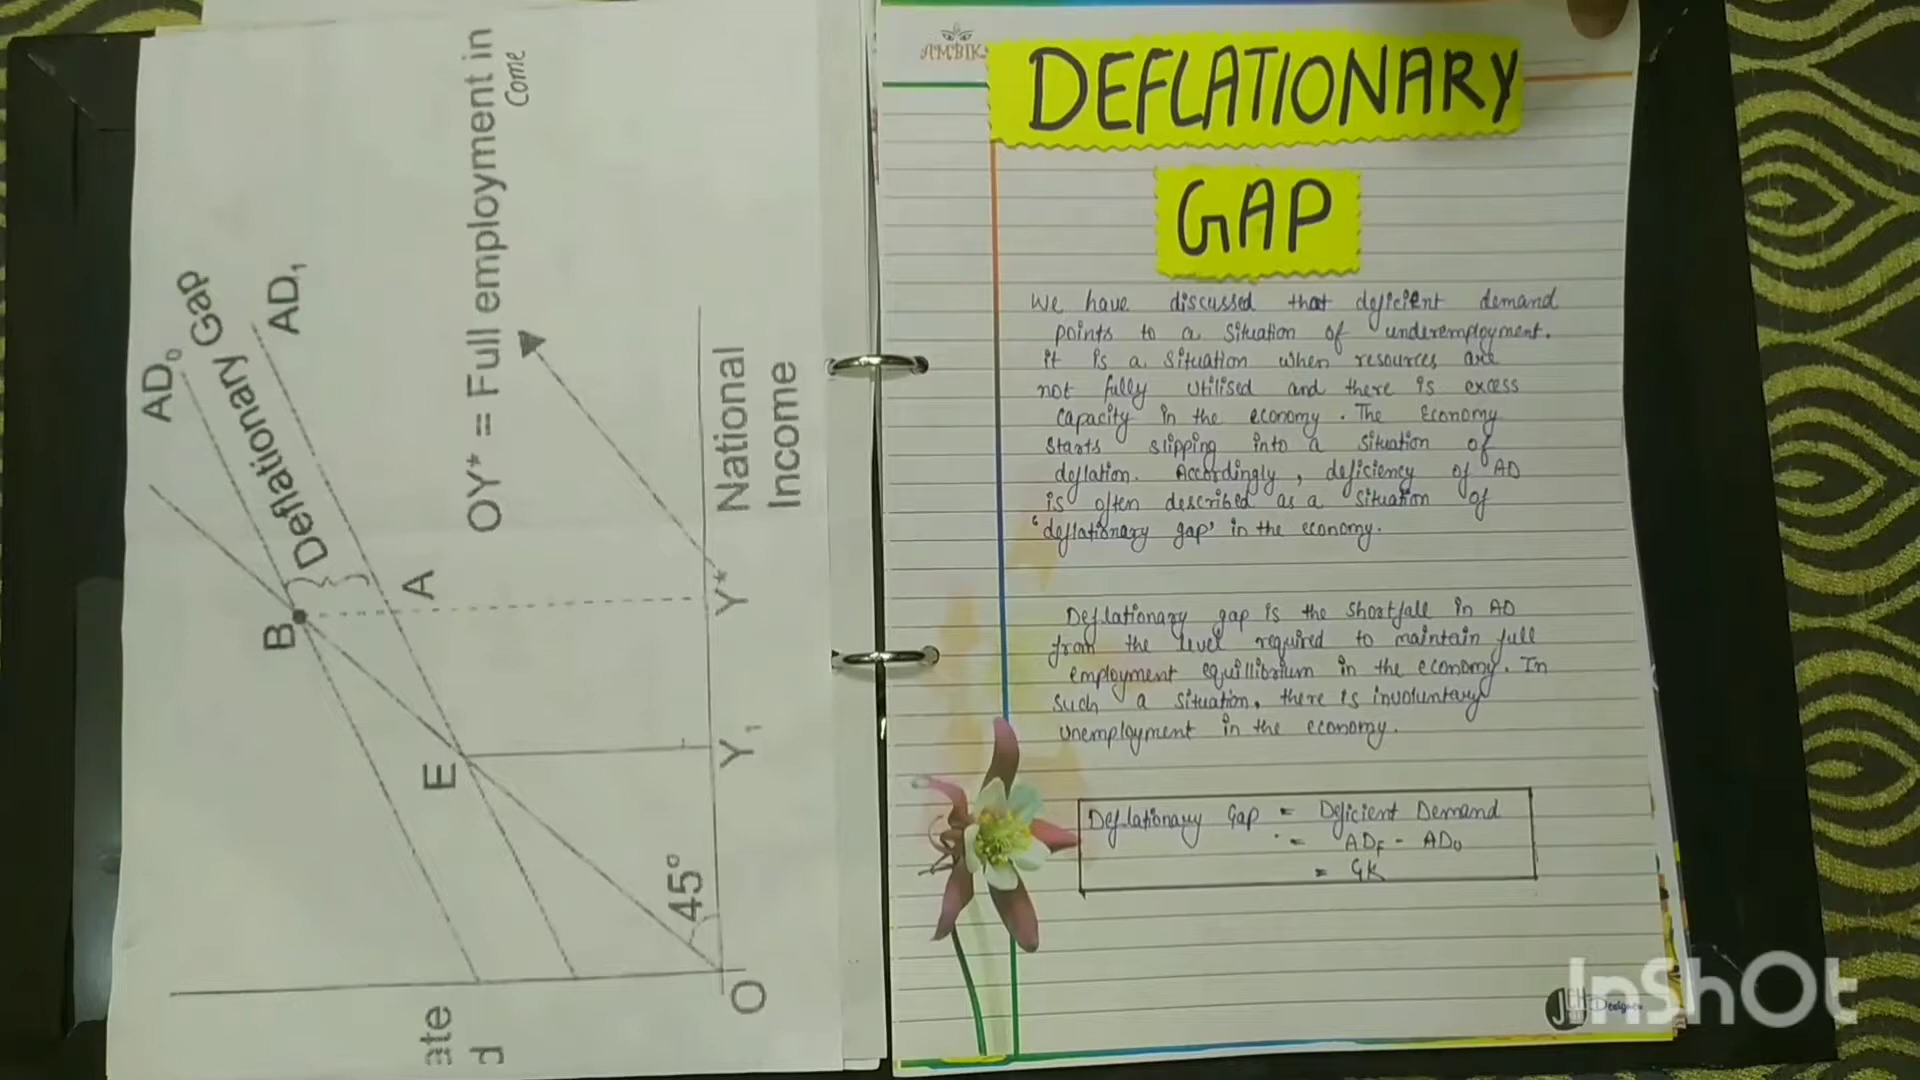 AD₀
Deflationary Gap
AD₁
OY* = Full employment in
Come
B
A
E
45°
O
Y₁
Y*
National
Income
AMBIK
DEFLATIONARY
GAP
We have discussed that deficient demand
points to a situation of underemployment.
it is a situation when resources are
not fully utilised and there is excess
capacity in the economy. The Economy
starts slipping into a situation of
deflation. Accordingly, deficiency of AD
is often described as a situation of
'deflationary gap' in the economy.
Deflationary gap is the shortfall in AD
from the level required to maintain full
employment equillibrium in the economy. In
such a situation, there is involuntary
unemployment in the economy.
Deflationary Gap = Deficient Demand
= ADF - AD₀
= GK
Designer
InShOt